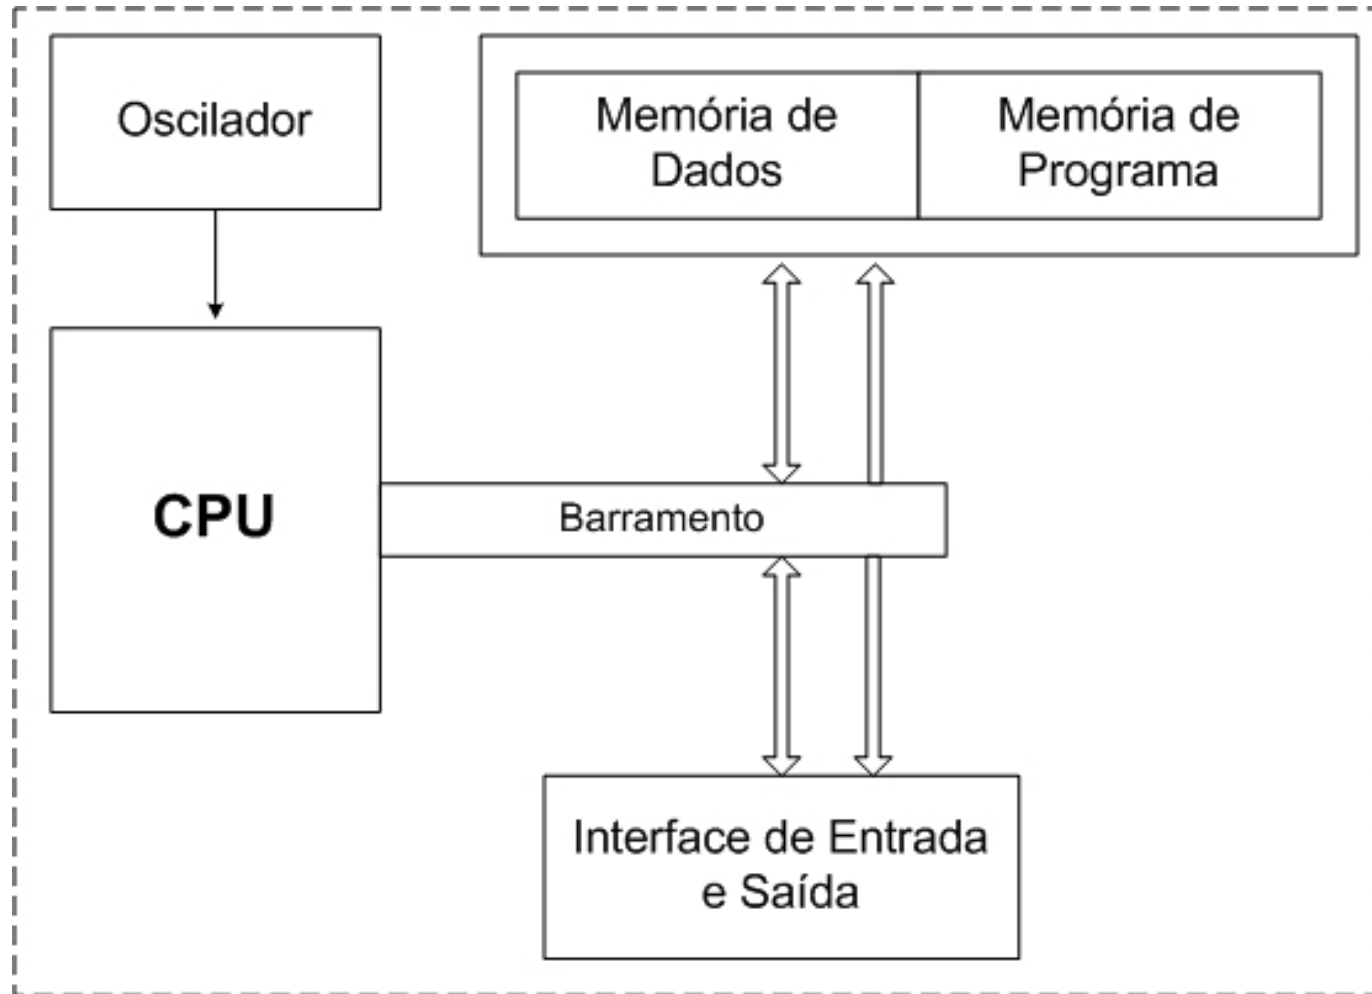 Oscilador
Memória de
Dados
Memória de
Programa
CPU
Barramento
Interface de Entrada
e Saída